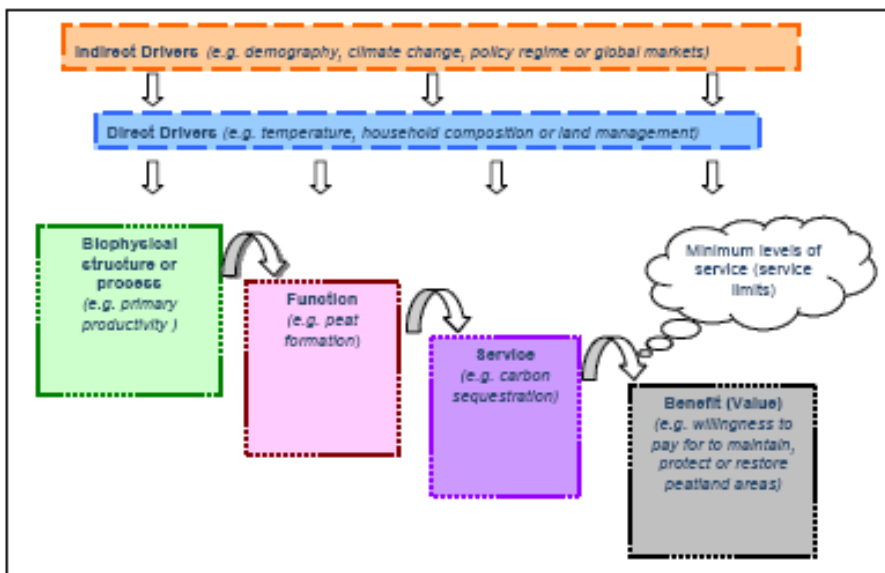 Indirect Drivers (e.g. demography, climate change, policy regime or global markets)
Direct Drivers (e.g. temperature, household composition or land management)
Biophysical
structure or
process
(e.g. primary
productivity )
Function
(e.g. peat
formation)
Service
(e.g. carbon
sequestration)
Minimum levels of
service (service
limits)
Benefit (Value)
(e.g. willingness to
pay for to maintain,
protect or restore
peatland areas)